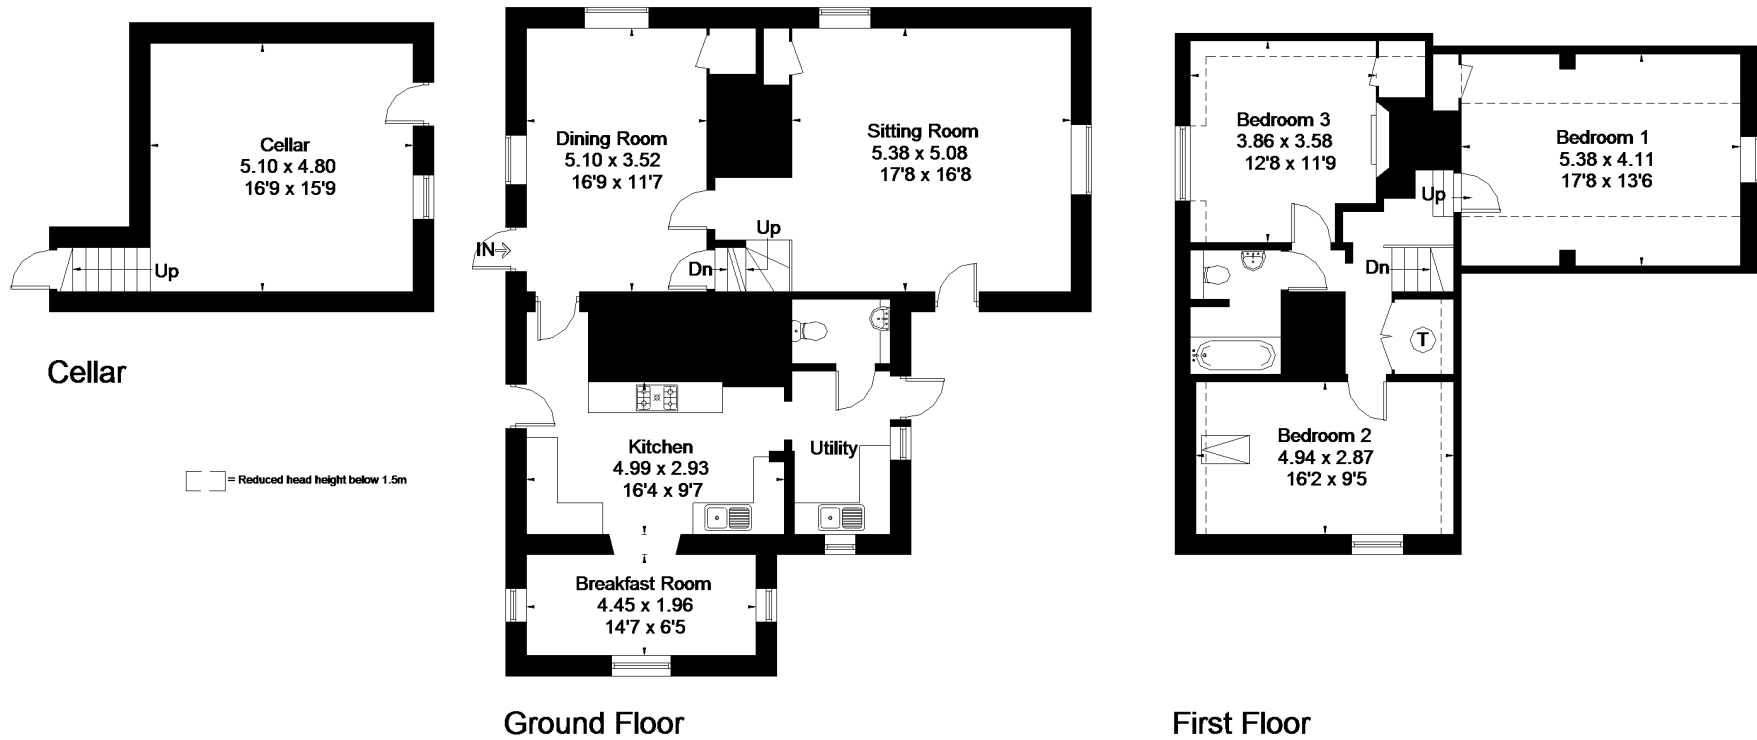 Cellar
5.10 x 4.80
16'9 x 15'9
Up
Cellar
= Reduced head height below 1.5m
Dining Room
5.10 x 3.52
16'9 x 11'7
Sitting Room
5.38 x 5.08
17'8 x 16'8
IN
Up
Dn
Kitchen
4.99 x 2.93
16'4 x 9'7
Utility
Breakfast Room
4.45 x 1.96
14'7 x 6'5
Ground Floor
Bedroom 3
3.86 x 3.58
12'8 x 11'9
Bedroom 1
5.38 x 4.11
17'8 x 13'6
Up
Dn
T
Bedroom 2
4.94 x 2.87
16'2 x 9'5
First Floor